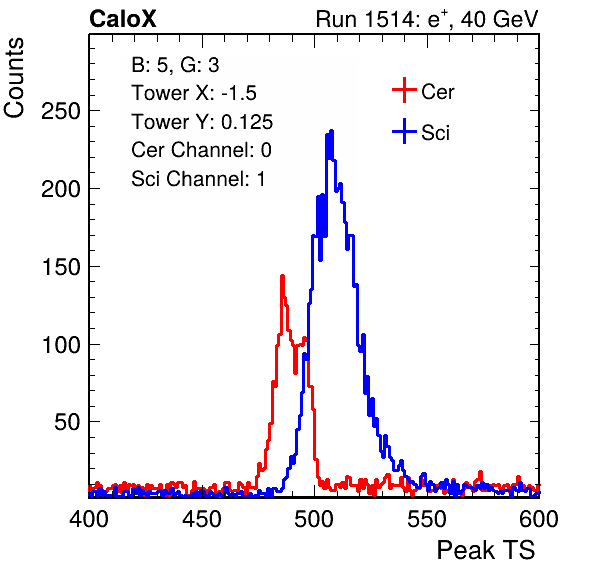 CaloX
Run 1514: e+, 40 GeV
Counts
B: 5, G: 3
Tower X: -1.5
Tower Y: 0.125
Cer Channel: 0
Sci Channel: 1
Cer
Sci
250
200
150
100
50
400 450 500 550 600
Peak TS